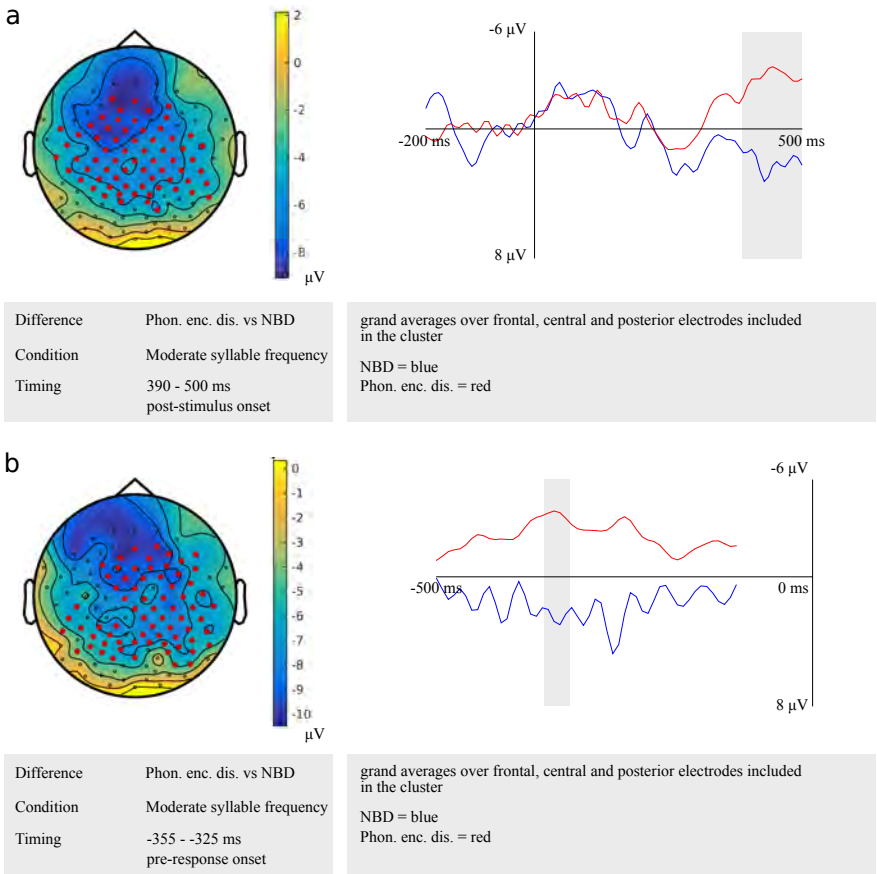 a
2
0
-2
-4
-6
-8
μV
-6 μV
-200 ms
500 ms
8 μV
Difference Phon. enc. dis. vs NBD
Condition Moderate syllable frequency
Timing 390 - 500 ms
post-stimulus onset
grand averages over frontal, central and posterior electrodes included
in the cluster
NBD = blue
Phon. enc. dis. = red
b
0
-1
-2
-3
-4
-5
-6
-7
-8
-9
-10
μV
-6 μV
-500 ms
0 ms
8 μV
Difference Phon. enc. dis. vs NBD
Condition Moderate syllable frequency
Timing -355 - -325 ms
pre-response onset
grand averages over frontal, central and posterior electrodes included
in the cluster
NBD = blue
Phon. enc. dis. = red